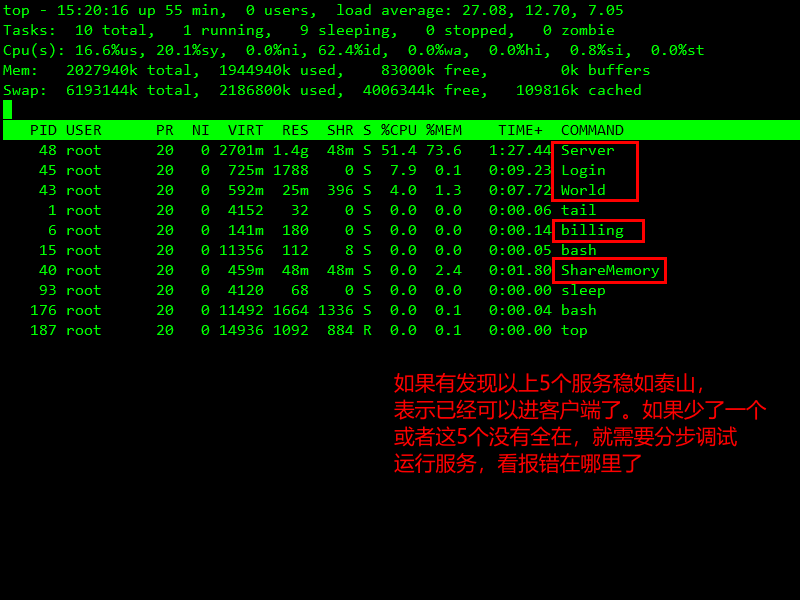 top - 15:20:16 up 55 min,  0 users,  load average: 27.08, 12.70, 7.05
Tasks:  10 total,   1 running,   9 sleeping,   0 stopped,   0 zombie
Cpu(s): 16.6%us, 20.1%sy,  0.0%ni, 62.4%id,  0.0%wa,  0.0%hi,  0.8%si,  0.0%st
Mem:   2027940k total,  1944940k used,    83000k free,        0k buffers
Swap:  6193144k total,  2186800k used,  4006344k free,   109816k cached
PID USER      PR  NI  VIRT  RES  SHR S %CPU %MEM    TIME+  COMMAND
48 root      20   0 2701m 1.4g  48m S 51.4 73.6   1:27.44 Server
45 root      20   0  725m 1788    0 S  7.9  0.1   0:09.23 Login
43 root      20   0  592m  25m  396 S  4.0  1.3   0:07.72 World
1 root      20   0  4152   32    0 S  0.0  0.0   0:00.06 tail
6 root      20   0  141m  180    0 S  0.0  0.0   0:00.14 billing
15 root      20   0 11356  112    8 S  0.0  0.0   0:00.05 bash
40 root      20   0  459m  48m  48m S  0.0  2.4   0:01.80 ShareMemory
93 root      20   0  4120   68    0 S  0.0  0.0   0:00.00 sleep
176 root      20   0 11492 1664 1336 S  0.0  0.1   0:00.04 bash
187 root      20   0 14936 1092  884 R  0.0  0.1   0:00.00 top
如果有发现以上5个服务稳如泰山，
表示已经可以进客户端了。如果少了一个
或者这5个没有全在，就需要分步调试
运行服务，看报错在哪里了